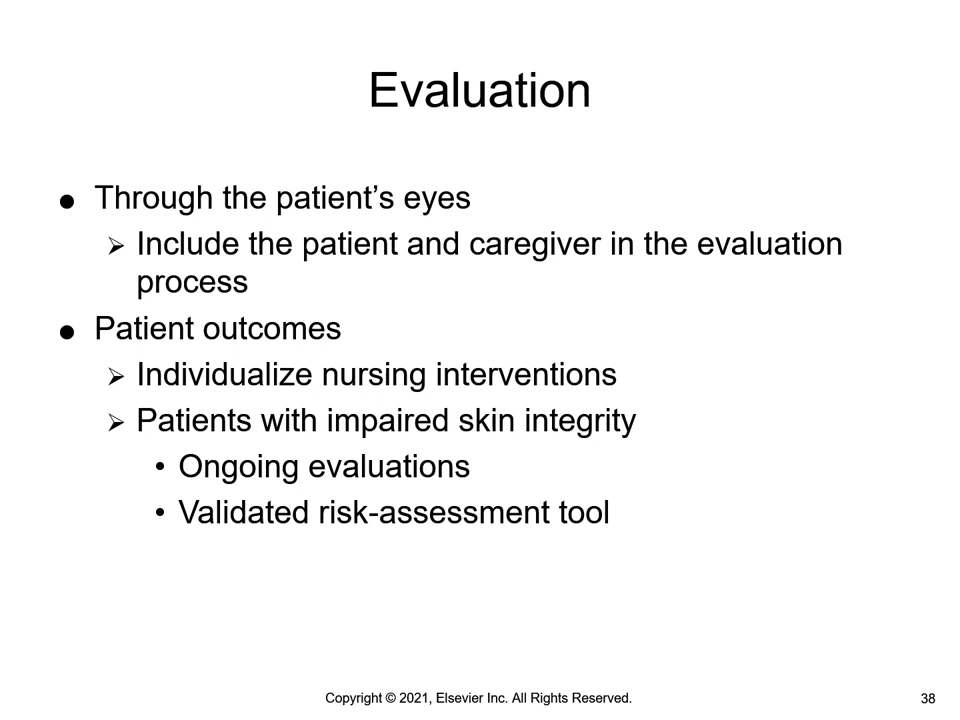 Evaluation
● Through the patient’s eyes
➢ Include the patient and caregiver in the evaluation
process
● Patient outcomes
➢ Individualize nursing interventions
➢ Patients with impaired skin integrity
• Ongoing evaluations
• Validated risk-assessment tool
Copyright © 2021, Elsevier Inc. All Rights Reserved.
38